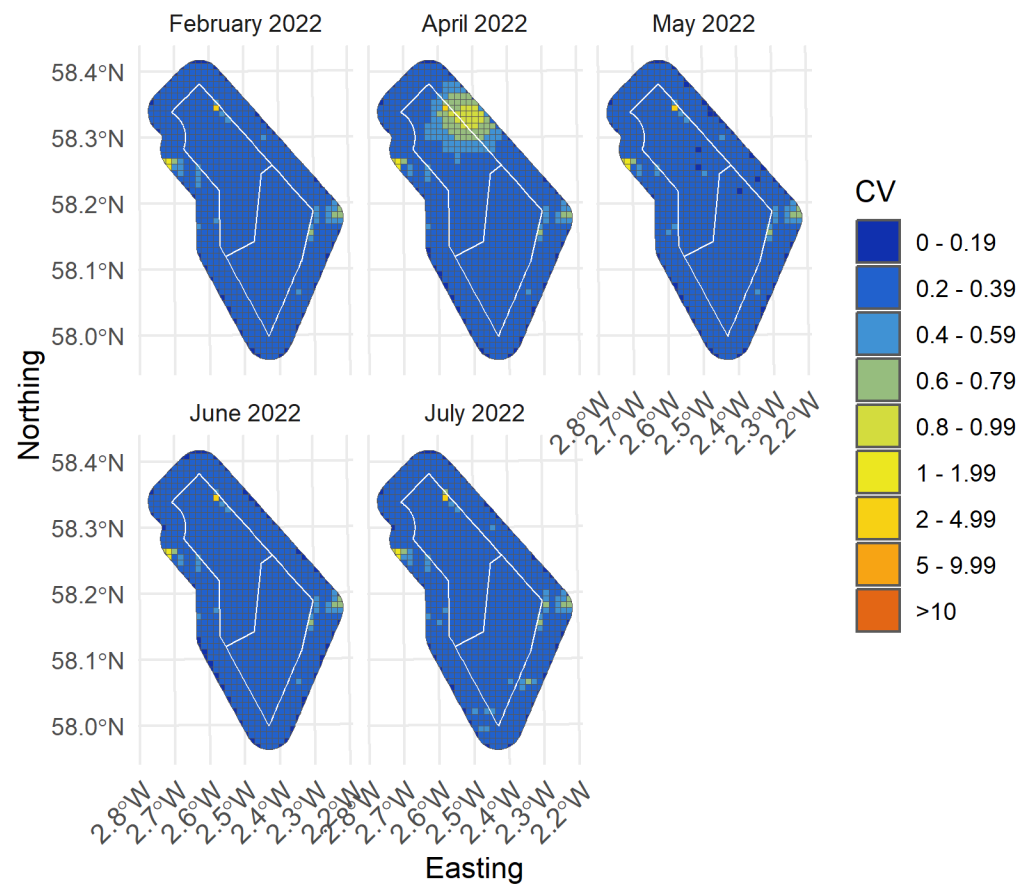 February 2022
April 2022
May 2022
58.4°N
58.3°N
58.2°N
58.1°N
58.0°N
2.8°W
2.7°W
2.6°W
2.5°W
2.4°W
2.3°W
2.2°W
June 2022
July 2022
58.4°N
58.3°N
58.2°N
58.1°N
58.0°N
2.8°W
2.7°W
2.6°W
2.5°W
2.4°W
2.3°W
2.2°W
2.8°W
2.7°W
2.6°W
2.5°W
2.4°W
2.3°W
2.2°W
Northing
Easting
CV
0 - 0.19
0.2 - 0.39
0.4 - 0.59
0.6 - 0.79
0.8 - 0.99
1 - 1.99
2 - 4.99
5 - 9.99
>10